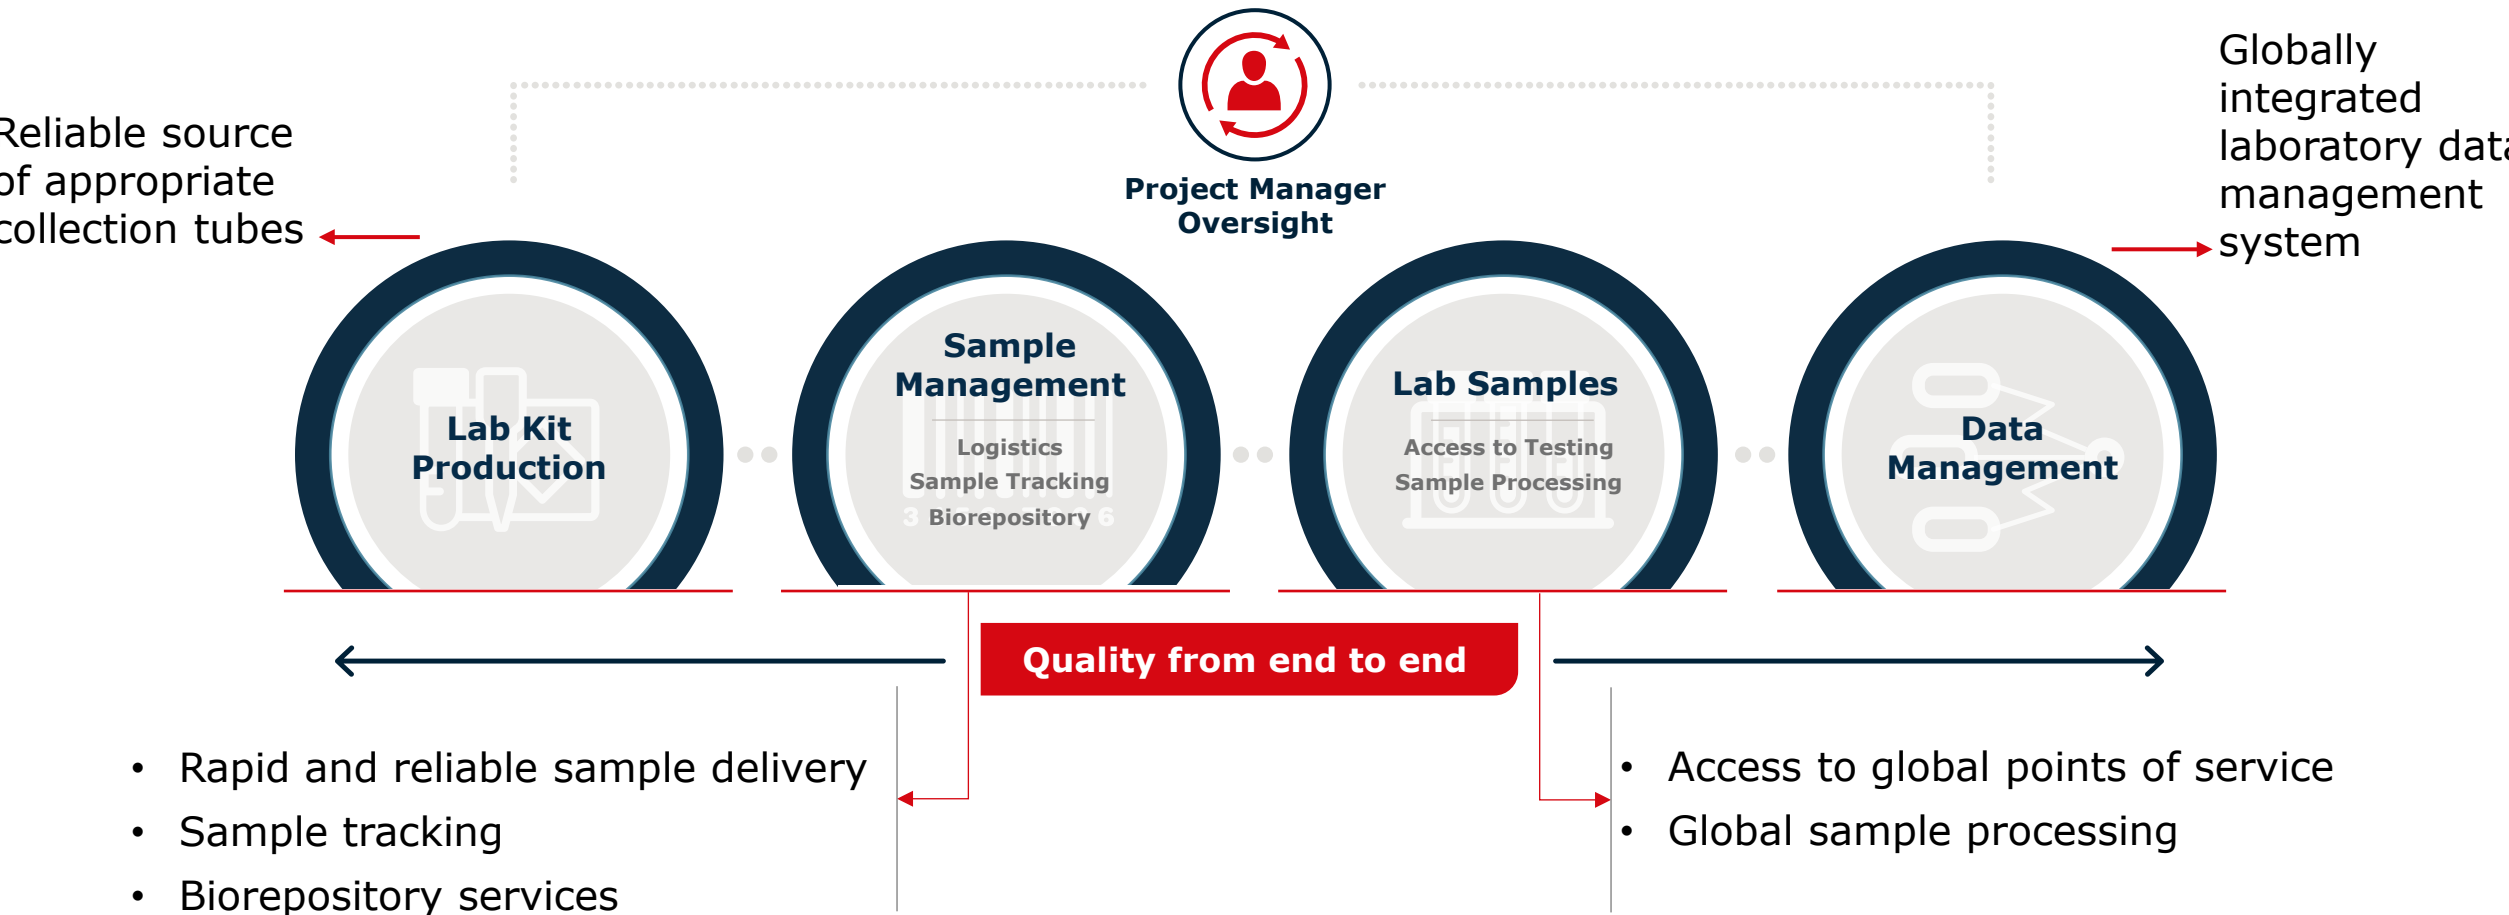 Reliable source
of appropriate
collection tubes
Project Manager
Oversight
Globally
integrated
laboratory data
management
system
Lab Kit
Production
Sample
Management
Logistics
Sample Tracking
Biorepository
Lab Samples
Access to Testing
Sample Processing
Data
Management
Quality from end to end
• Rapid and reliable sample delivery
• Sample tracking
• Biorepository services
• Access to global points of service
• Global sample processing